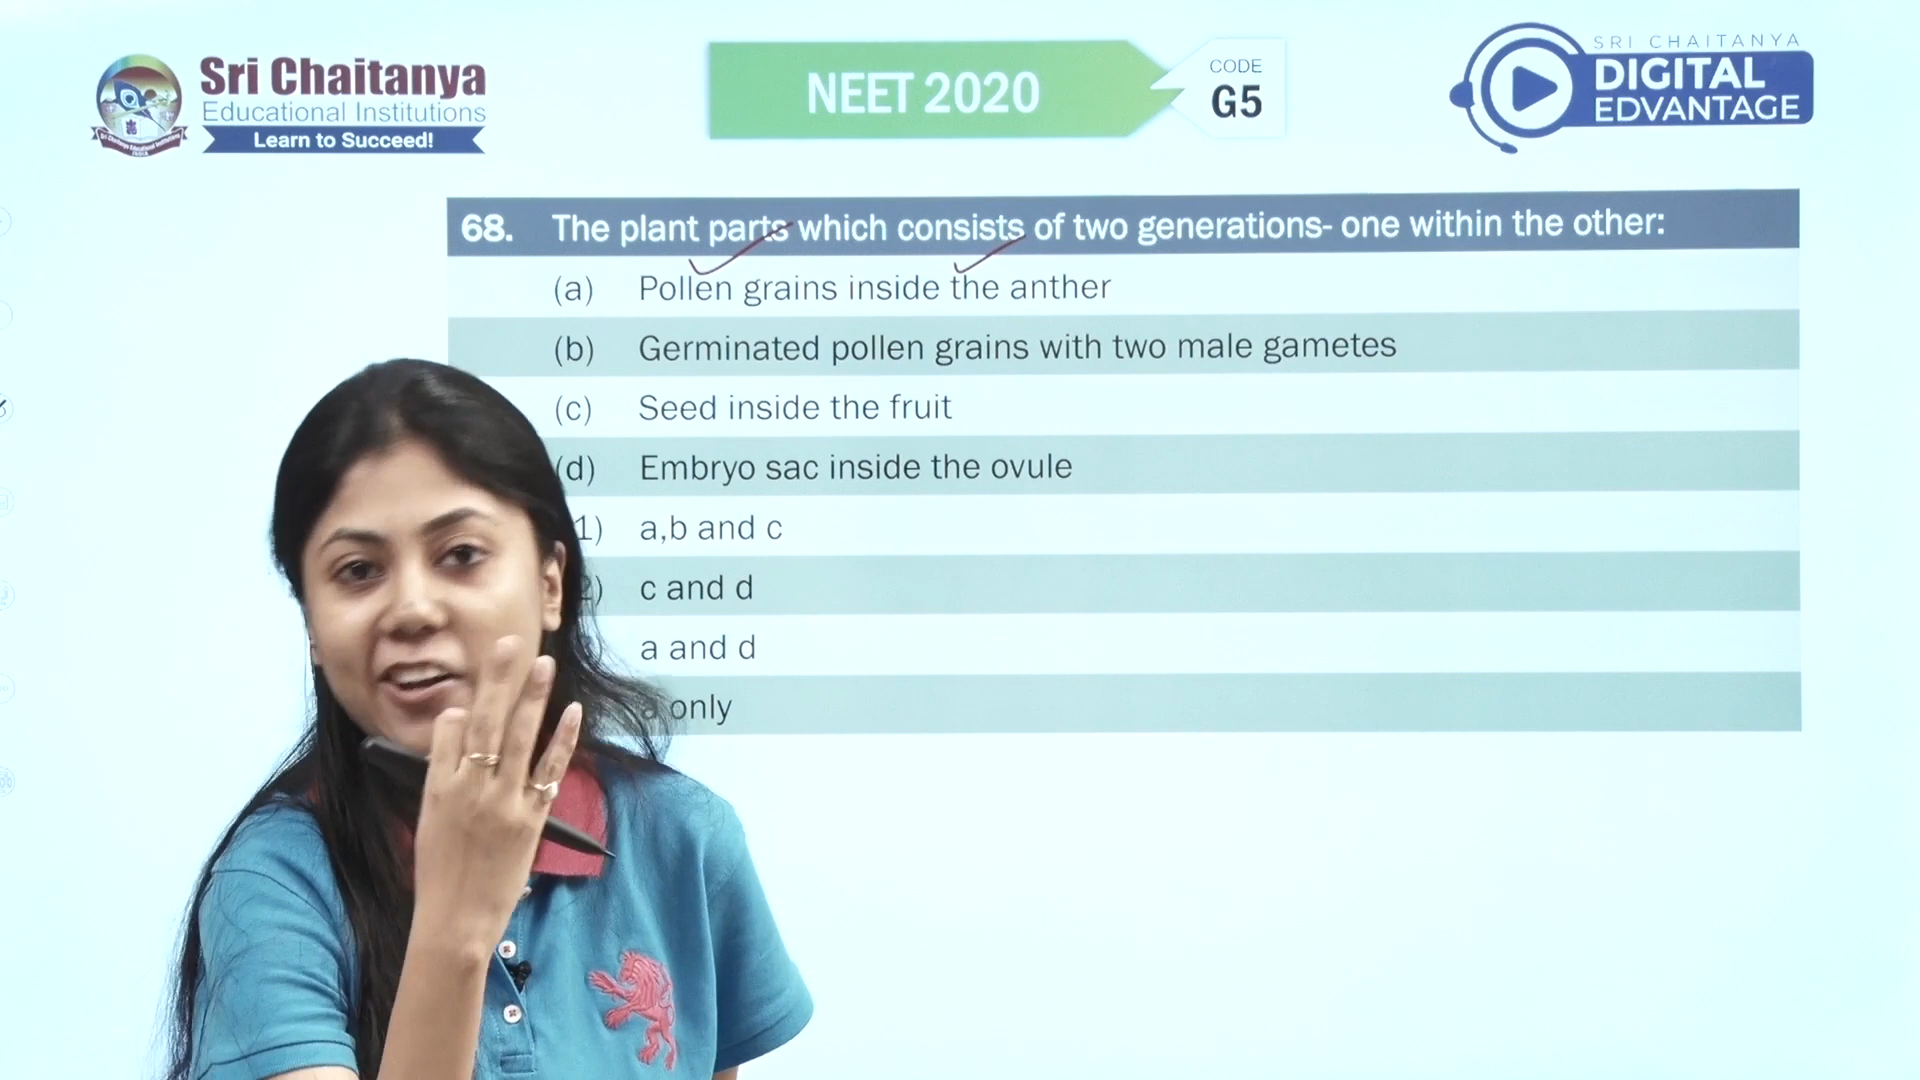 Sri Chaitanya
Educational Institutions
Learn to Succeed!
NEET 2020
CODE
G5
SRI CHAITANYA
DIGITAL
EDVANTAGE
68. The plant parts which consists of two generations- one within the other:
(a) Pollen grains inside the anther
(b) Germinated pollen grains with two male gametes
(c) Seed inside the fruit
(d) Embryo sac inside the ovule
1) a,b and c
2) c and d
a and d
a only